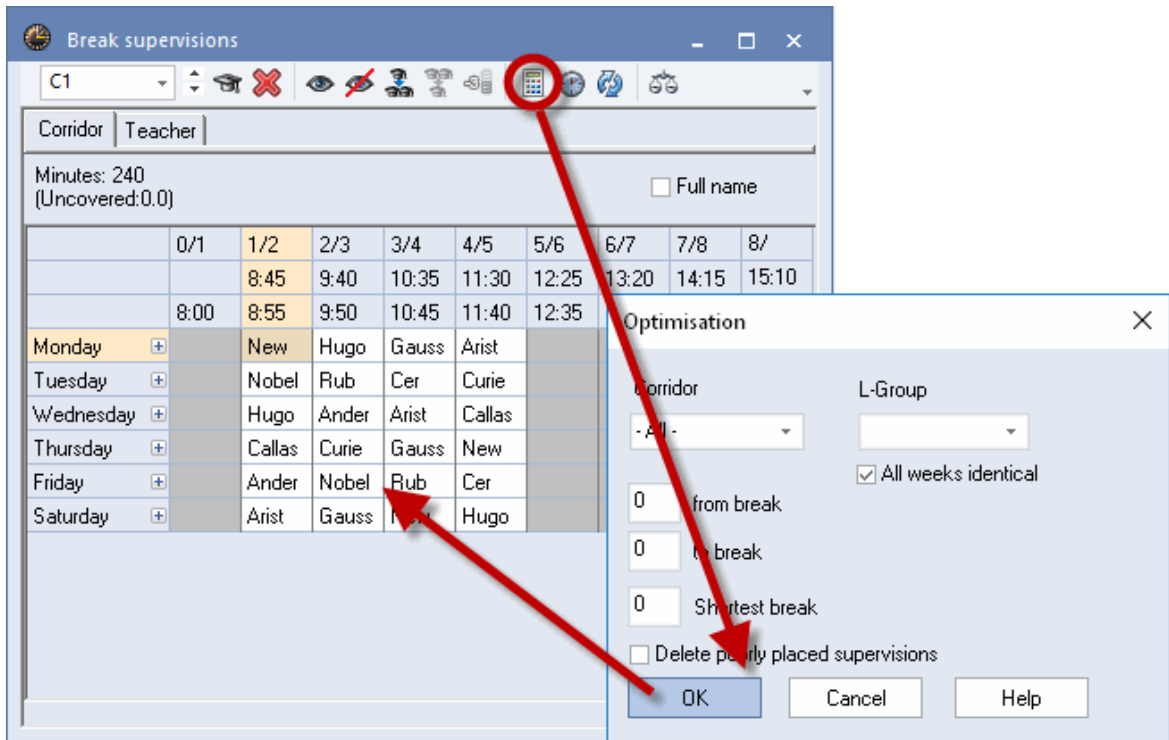 Break supervisions
C1
Corridor Teacher
Minutes: 240
(Uncovered:0.0)
Full name
0/1 1/2 2/3 3/4 4/5 5/6 6/7 7/8 8/
8:45 9:40 10:35 11:30 12:25 13:20 14:15 15:10
8:00 8:55 9:50 10:45 11:40 12:35
Monday New Hugo Gauss Arist
Tuesday Nobel Rub Cer Curie
Wednesday Hugo Ander Arist Callas
Thursday Callas Curie Gauss New
Friday Ander Nobel Rub Cer
Saturday Arist Gauss New Hugo
Optimisation
Corridor L-Group
- All -
All weeks identical
0 from break
0 to break
0 Shortest break
Delete poorly placed supervisions
OK Cancel Help